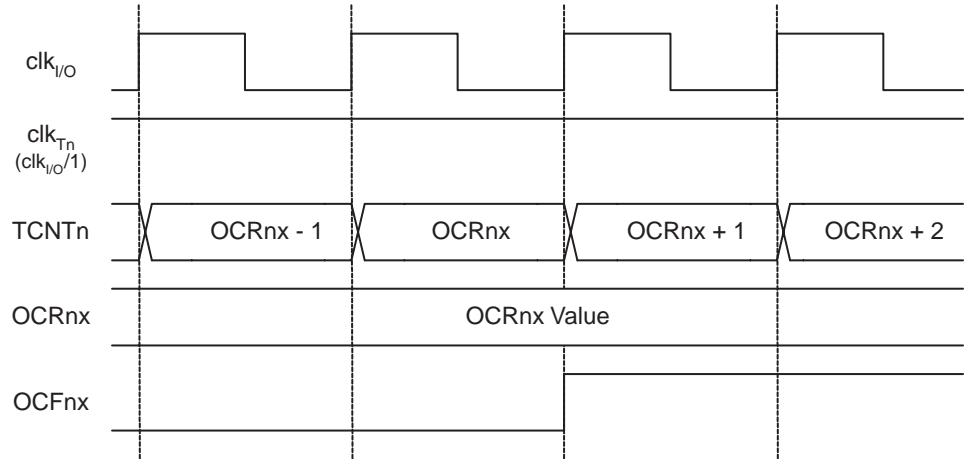 clkI/O
clkTn
(clkI/O/1)
TCNTn
OCRnx - 1
OCRnx
OCRnx + 1
OCRnx + 2
OCRnx
OCRnx Value
OCFnx